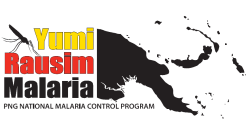 Yumi
Rausim
Malaria
PNG NATIONAL MALARIA CONTROL PROGRAM